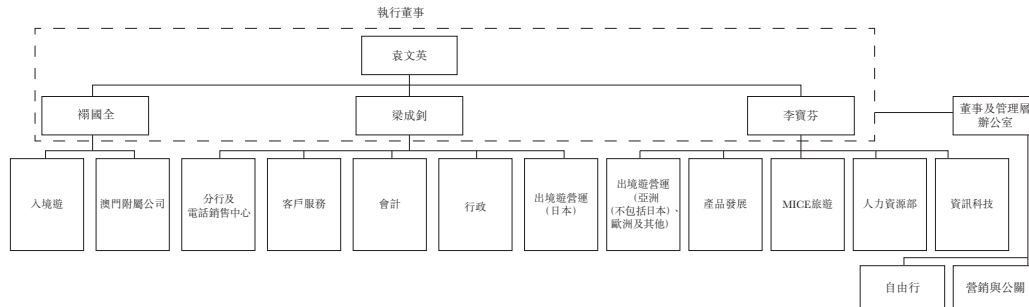 執行董事
袁文英
禤國全
梁成釗
李寶芬
董事及管理層
辦公室
入境遊
澳門附屬公司
分行及
電話銷售中心
客戶服務
會計
行政
出境遊營運
(日本)
出境遊營運
(亞洲
(不包括日本)、
歐洲及其他)
產品發展
MICE旅遊
人力資源部
資訊科技
自由行
營銷與公關